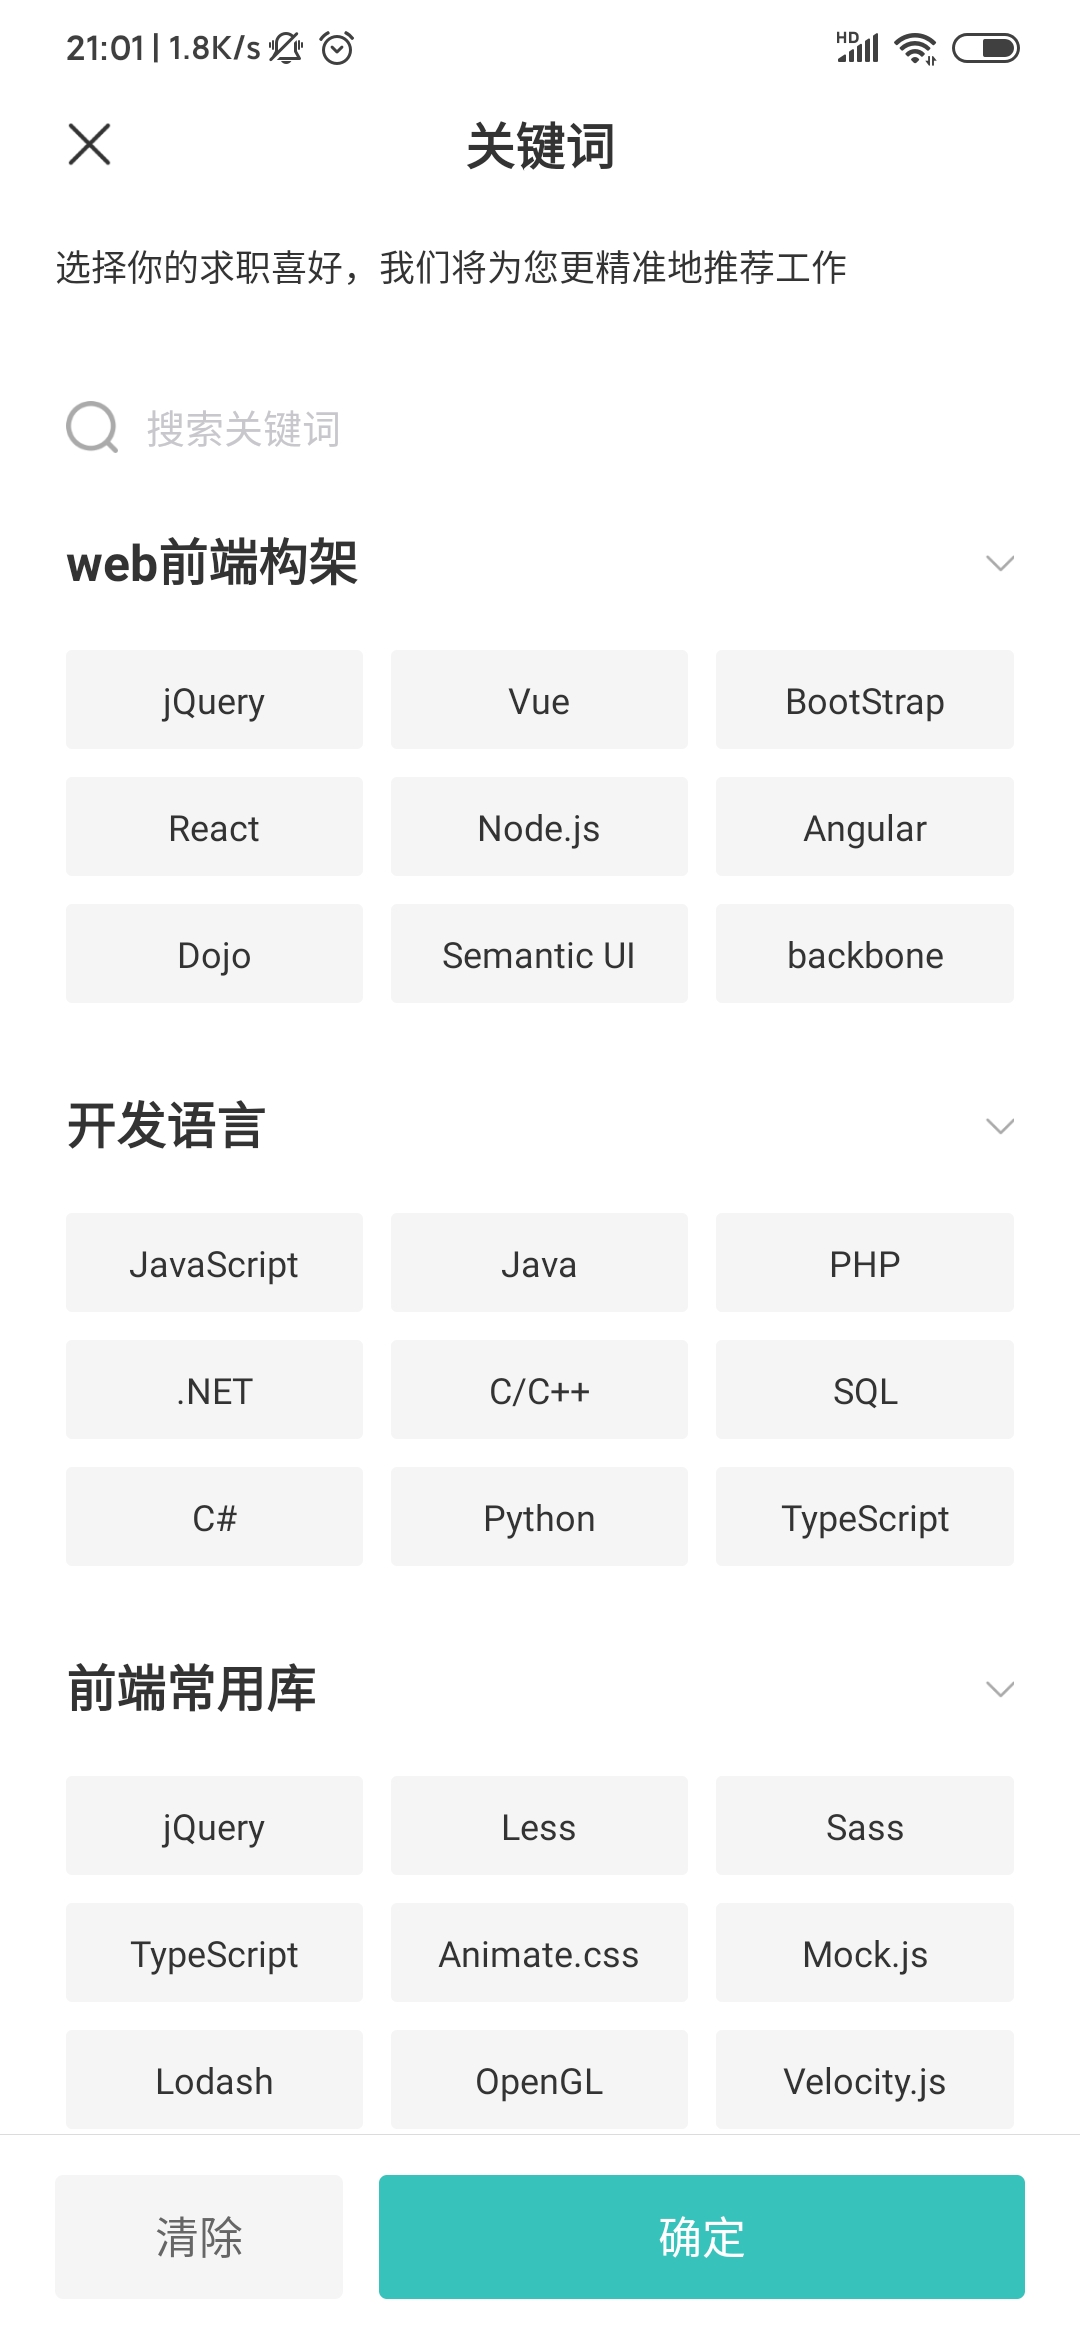 21:01 | 1.8K/s HD
关键词
选择你的求职喜好，我们将为您更精准地推荐工作
搜索关键词
web前端构架
jQuery Vue BootStrap
React Node.js Angular
Dojo Semantic UI backbone
开发语言
JavaScript Java PHP
.NET C/C++ SQL
C# Python TypeScript
前端常用库
jQuery Less Sass
TypeScript Animate.css Mock.js
Lodash OpenGL Velocity.js
清除 确定